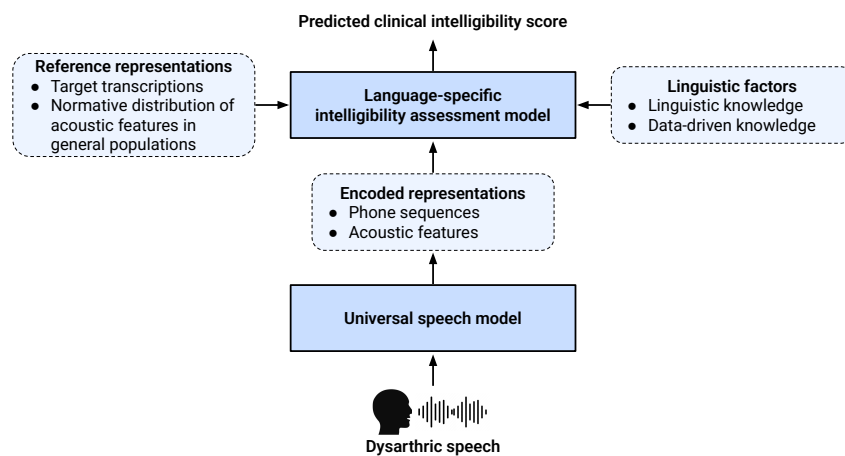 Predicted clinical intelligibility score
Reference representations
● Target transcriptions
● Normative distribution of
acoustic features in
general populations
Language-specific
intelligibility assessment model
Linguistic factors
● Linguistic knowledge
● Data-driven knowledge
Encoded representations
● Phone sequences
● Acoustic features
Universal speech model
Dysarthric speech